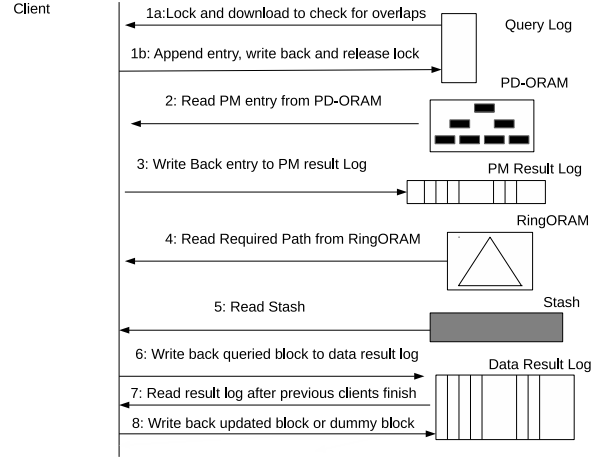 Client
1a:Lock and download to check for overlaps
Query Log
1b: Append entry, write back and release lock
PD-ORAM
2: Read PM entry from PD-ORAM
3: Write Back entry to PM result Log
PM Result Log
RingORAM
4: Read Required Path from RingORAM
Stash
5: Read Stash
6: Write back queried block to data result log
Data Result Log
7: Read result log after previous clients finish
8: Write back updated block or dummy block